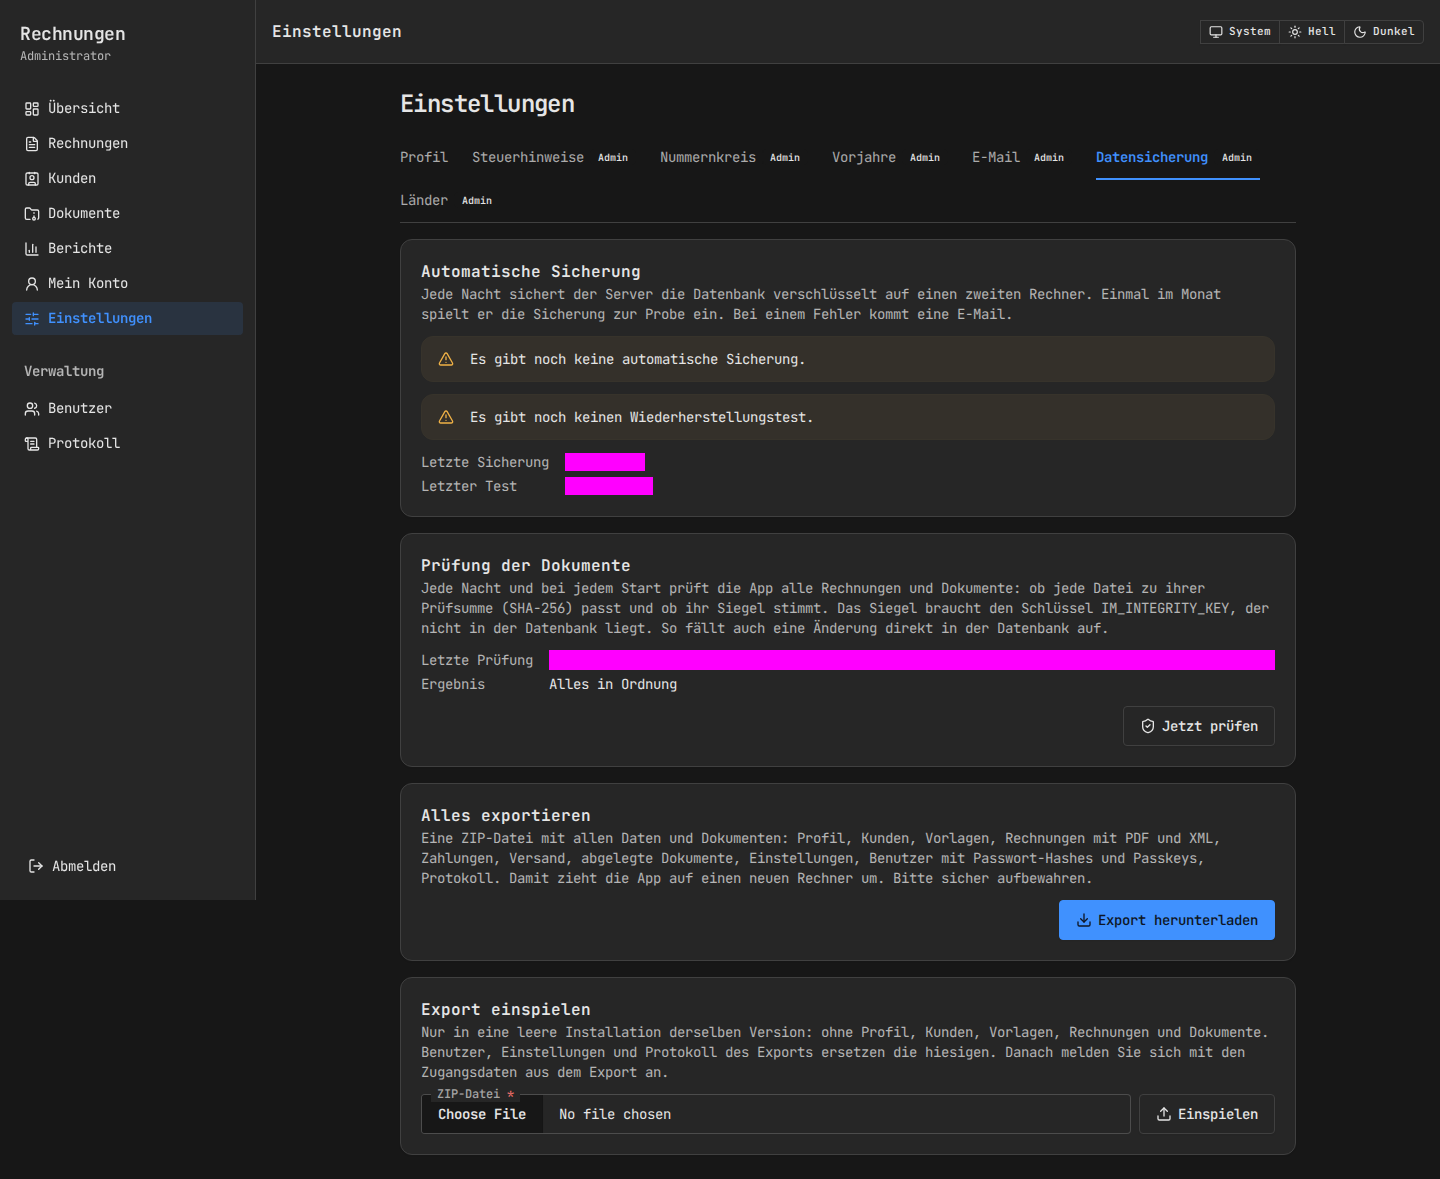 Rechnungen
Administrator
Übersicht
Rechnungen
Kunden
Dokumente
Berichte
Mein Konto
Einstellungen
Verwaltung
Benutzer
Protokoll
Abmelden
Einstellungen
System Hell Dunkel
Einstellungen
Profil Steuerhinweise Admin Nummernkreis Admin Vorjahre Admin E-Mail Admin Datensicherung Admin
Länder Admin
Automatische Sicherung
Jede Nacht sichert der Server die Datenbank verschlüsselt auf einen zweiten Rechner. Einmal im Monat
spielt er die Sicherung zur Probe ein. Bei einem Fehler kommt eine E-Mail.
Es gibt noch keine automatische Sicherung.
Es gibt noch keinen Wiederherstellungstest.
Letzte Sicherung
Letzter Test
Prüfung der Dokumente
Jede Nacht und bei jedem Start prüft die App alle Rechnungen und Dokumente: ob jede Datei zu ihrer
Prüfsumme (SHA-256) passt und ob ihr Siegel stimmt. Das Siegel braucht den Schlüssel IM_INTEGRITY_KEY, der
nicht in der Datenbank liegt. So fällt auch eine Änderung direkt in der Datenbank auf.
Letzte Prüfung
Ergebnis Alles in Ordnung
Jetzt prüfen
Alles exportieren
Eine ZIP-Datei mit allen Daten und Dokumenten: Profil, Kunden, Vorlagen, Rechnungen mit PDF und XML,
Zahlungen, Versand, abgelegte Dokumente, Einstellungen, Benutzer mit Passwort-Hashes und Passkeys,
Protokoll. Damit zieht die App auf einen neuen Rechner um. Bitte sicher aufbewahren.
Export herunterladen
Export einspielen
Nur in eine leere Installation derselben Version: ohne Profil, Kunden, Vorlagen, Rechnungen und Dokumente.
Benutzer, Einstellungen und Protokoll des Exports ersetzen die hiesigen. Danach melden Sie sich mit den
Zugangsdaten aus dem Export an.
ZIP-Datei *
Choose File No file chosen
Einspielen